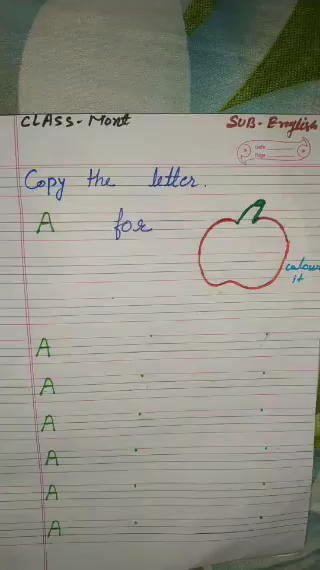 CLASS - Mont SUB - English
Date
Page
Copy the letter.
A for
colour it
A
A
A
A
A
A